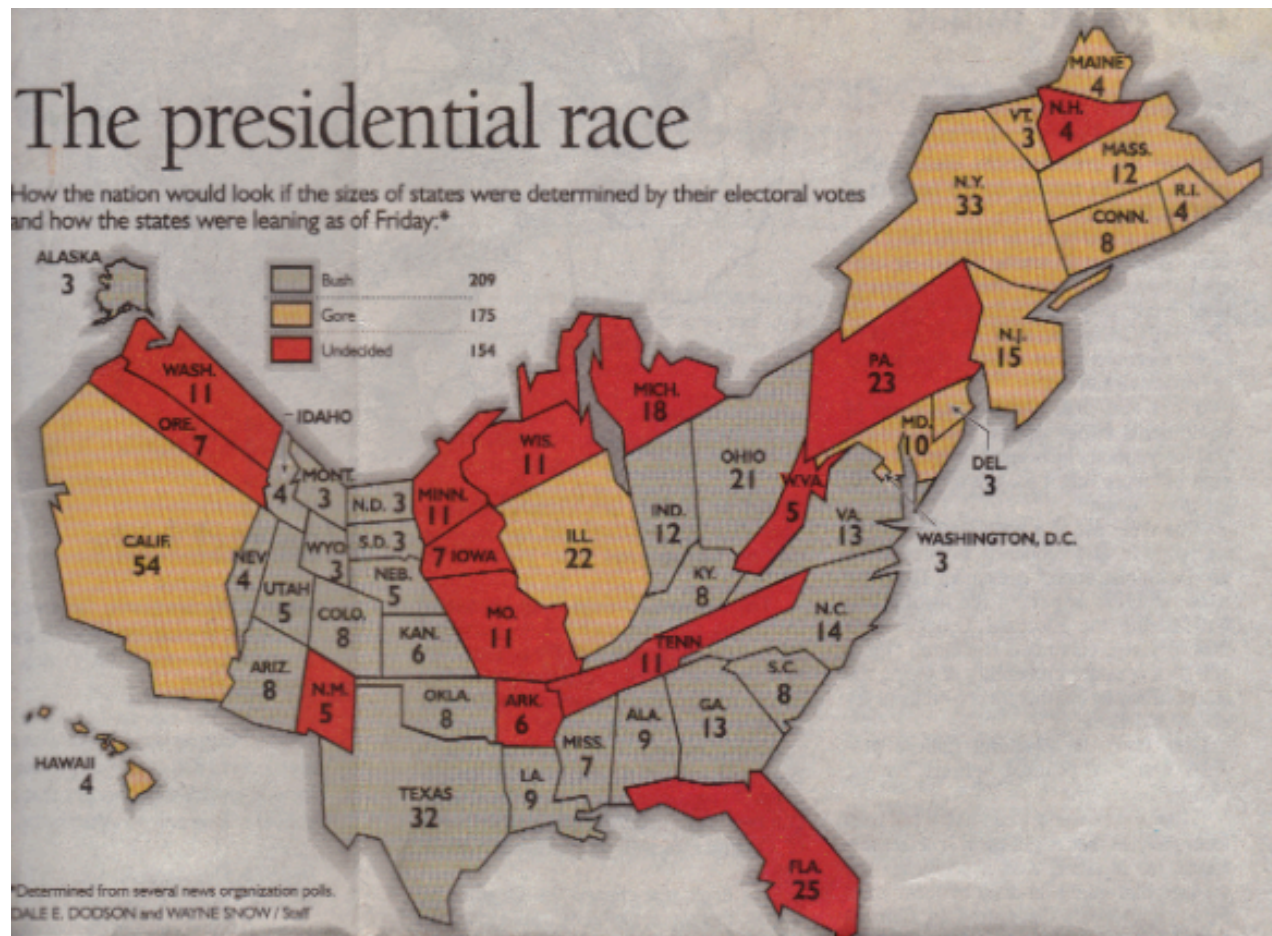 The presidential race
How the nation would look if the sizes of states were determined by their electoral votes
and how the states were leaning as of Friday:*
Bush 209
Gore 175
Undecided 154
ALASKA
3
MAINE
4
VT.
3
N.H.
4
MASS.
12
R.I.
4
CONN.
8
N.Y.
33
N.J.
15
PA.
23
WASH.
11
ORE.
7
IDAHO
4
MONT.
3
N.D. 3
S.D. 3
WYO.
3
NEB.
5
MINN.
11
WIS.
11
MICH.
18
7 IOWA
ILL.
22
IND.
12
OHIO
21
W.VA.
5
MD.
10
DEL.
3
WASHINGTON, D.C.
3
VA.
13
KY.
8
CALIF.
54
NEV.
4
UTAH
5
COLO.
8
KAN.
6
MO.
11
TENN.
11
N.C.
14
S.C.
8
ARIZ.
8
N.M.
5
OKLA.
8
ARK.
6
MISS.
7
ALA.
9
GA.
13
HAWAII
4
TEXAS
32
LA.
9
FLA.
25
*Determined from several news organization polls.
DALE E. DODSON and WAYNE SNOW / Staff